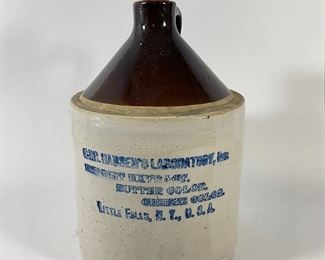 CHR. HANSEN'S LABORATORY, INC.
RENNET EXTRACT,
BUTTER COLOR,
CHEESE COLOR.
LITTLE FALLS, N. Y., U. S. A.